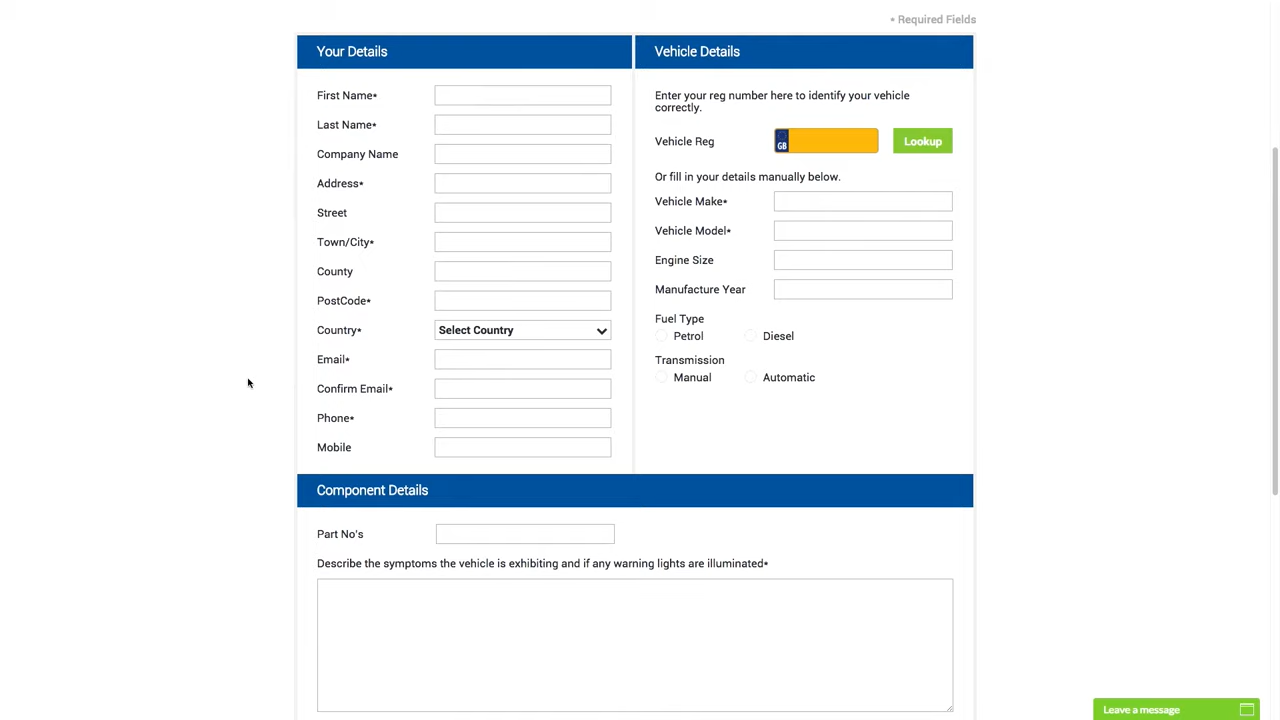 * Required Fields
Your Details
First Name*
Last Name*
Company Name
Address*
Street
Town/City*
County
PostCode*
Country*
Select Country
Email*
Confirm Email*
Phone*
Mobile
Vehicle Details
Enter your reg number here to identify your vehicle
correctly.
Vehicle Reg
GB
Lookup
Or fill in your details manually below.
Vehicle Make*
Vehicle Model*
Engine Size
Manufacture Year
Fuel Type
Petrol
Diesel
Transmission
Manual
Automatic
Component Details
Part No's
Describe the symptoms the vehicle is exhibiting and if any warning lights are illuminated*
Leave a message